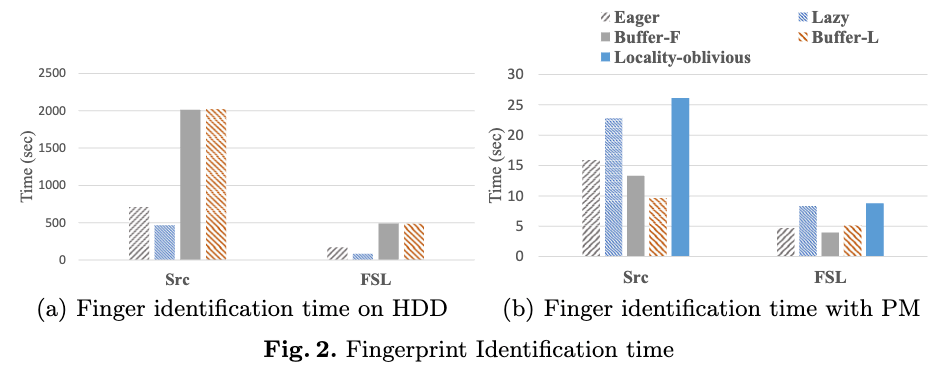 Eager
Lazy
Buffer-F
Buffer-L
Locality-oblivious
2500
2000
1500
1000
500
0
Time (sec)
Src
FSL
30
25
20
15
10
5
0
Time (sec)
Src
FSL
(a) Finger identification time on HDD
(b) Finger identification time with PM
Fig. 2. Fingerprint Identification time